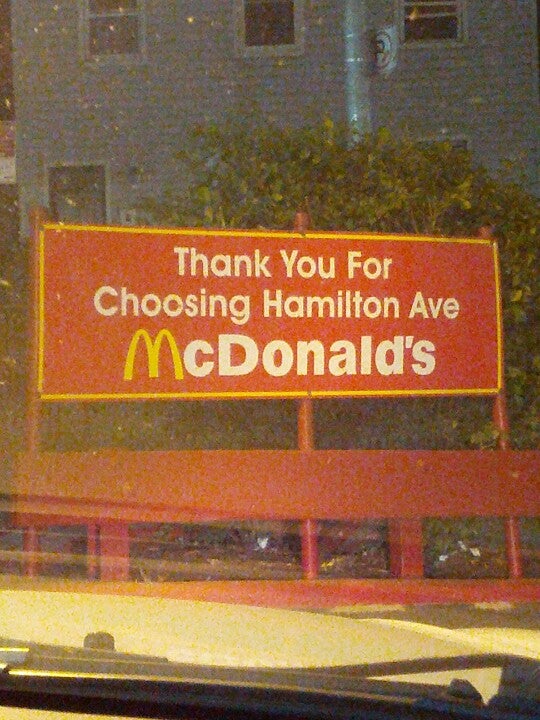 Thank You For
Choosing Hamilton Ave
McDonald's